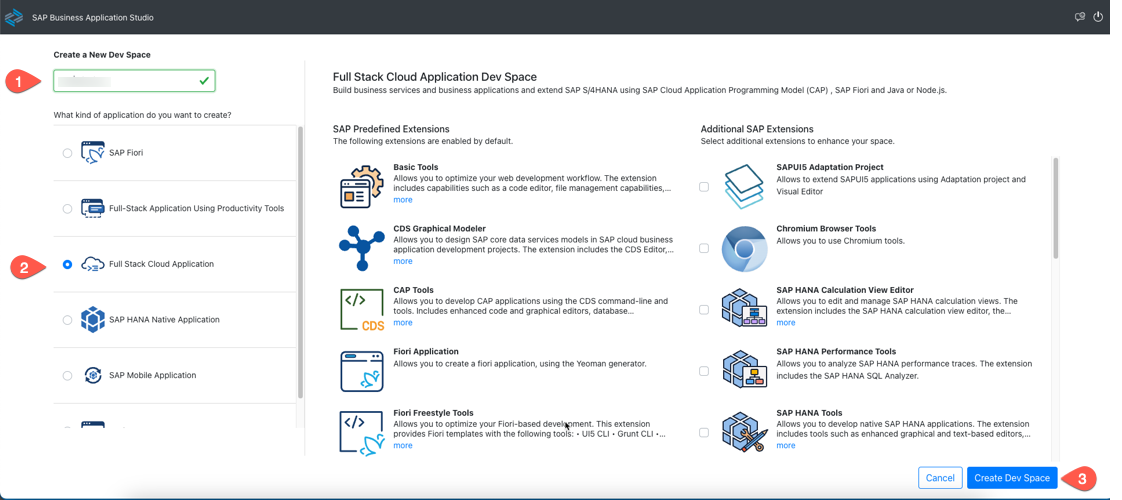 SAP Business Application Studio
Create a New Dev Space
1
What kind of application do you want to create?
SAP Fiori
Full-Stack Application Using Productivity Tools
2
Full Stack Cloud Application
SAP HANA Native Application
SAP Mobile Application
Full Stack Cloud Application Dev Space
Build business services and business applications and extend SAP S/4HANA using SAP Cloud Application Programming Model (CAP) , SAP Fiori and Java or Node.js.
SAP Predefined Extensions
The following extensions are enabled by default.
Basic Tools
Allows you to optimize your web development workflow. The extension
includes capabilities such as a code editor, file management capabilities,...
more
CDS Graphical Modeler
Allows you to design SAP core data services models in SAP cloud business
application development projects. The extension includes the CDS Editor,...
more
</>
CDS
CAP Tools
Allows you to develop CAP applications using the CDS command-line and
tools. Includes enhanced code and graphical editors, database...
more
Fiori Application
Allows you to create a fiori application, using the Yeoman generator.
</>
Fiori Freestyle Tools
Allows you to optimize your Fiori-based development. This extension
provides Fiori templates with the following tools: • UI5 CLI • Grunt CLI •...
more
Additional SAP Extensions
Select additional extensions to enhance your space.
SAPUI5 Adaptation Project
Allows to extend SAPUI5 applications using Adaptation project and
Visual Editor
Chromium Browser Tools
Allows you to use Chromium tools.
SAP HANA Calculation View Editor
Allows you to edit and manage SAP HANA calculation views. The
extension includes the SAP HANA calculation view editor, the...
more
SAP HANA Performance Tools
Allows you to analyze SAP HANA performance traces. The extension
includes the SAP HANA SQL Analyzer.
SAP HANA Tools
Allows you to develop native SAP HANA applications. The extension
includes tools such as enhanced graphical and text-based editors,...
more
Cancel
Create Dev Space
3